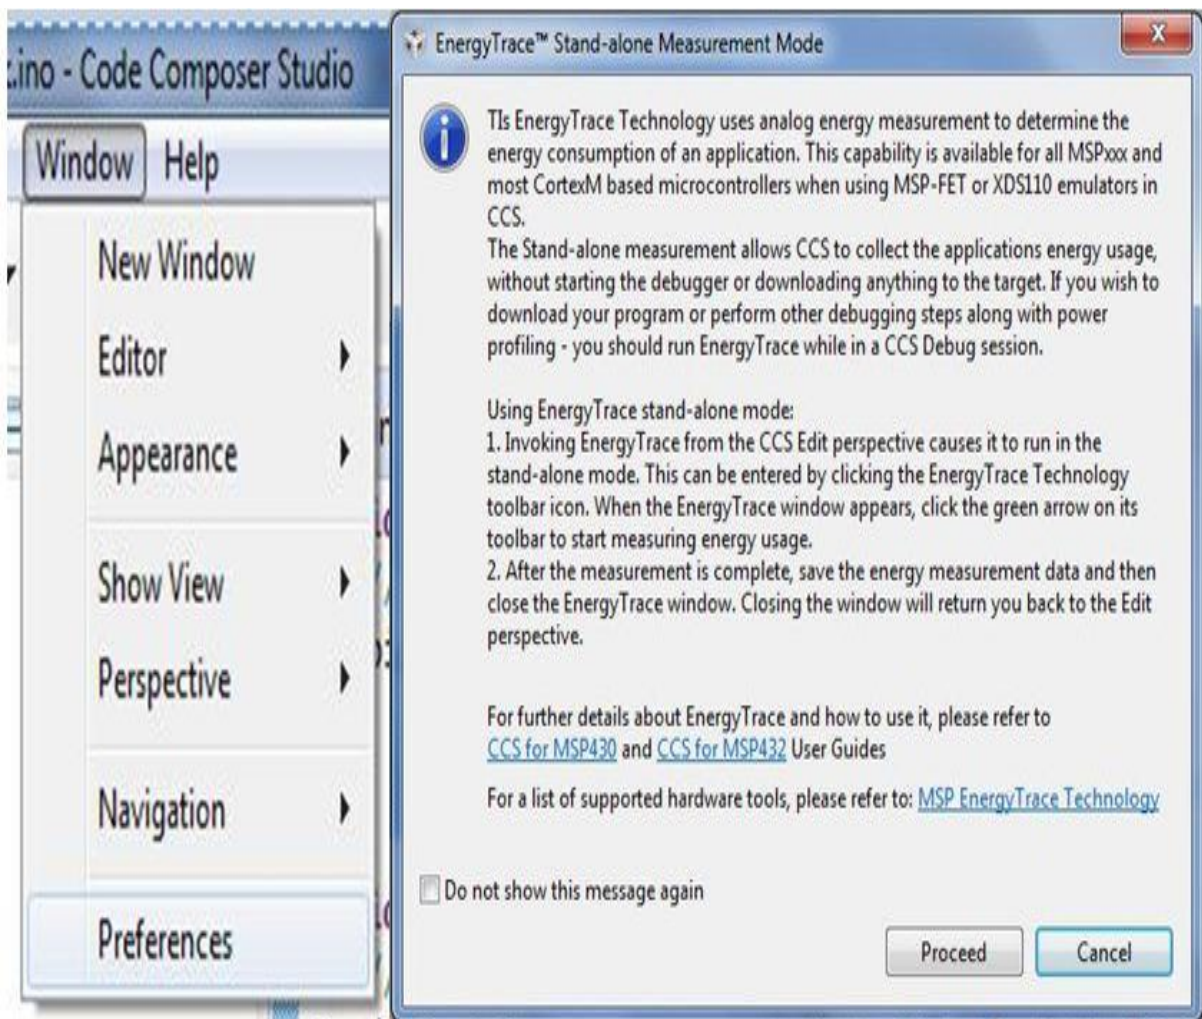 .ino - Code Composer Studio
Window Help
New Window
Editor
Appearance
Show View
Perspective
Navigation
Preferences
EnergyTrace™ Stand-alone Measurement Mode
TIs EnergyTrace Technology uses analog energy measurement to determine the
energy consumption of an application. This capability is available for all MSPxxx and
most CortexM based microcontrollers when using MSP-FET or XDS110 emulators in
CCS.
The Stand-alone measurement allows CCS to collect the applications energy usage,
without starting the debugger or downloading anything to the target. If you wish to
download your program or perform other debugging steps along with power
profiling - you should run EnergyTrace while in a CCS Debug session.
Using EnergyTrace stand-alone mode:
1. Invoking EnergyTrace from the CCS Edit perspective causes it to run in the
stand-alone mode. This can be entered by clicking the EnergyTrace Technology
toolbar icon. When the EnergyTrace window appears, click the green arrow on its
toolbar to start measuring energy usage.
2. After the measurement is complete, save the energy measurement data and then
close the EnergyTrace window. Closing the window will return you back to the Edit
perspective.
For further details about EnergyTrace and how to use it, please refer to
CCS for MSP430 and CCS for MSP432 User Guides
For a list of supported hardware tools, please refer to: MSP EnergyTrace Technology
Do not show this message again
Proceed Cancel